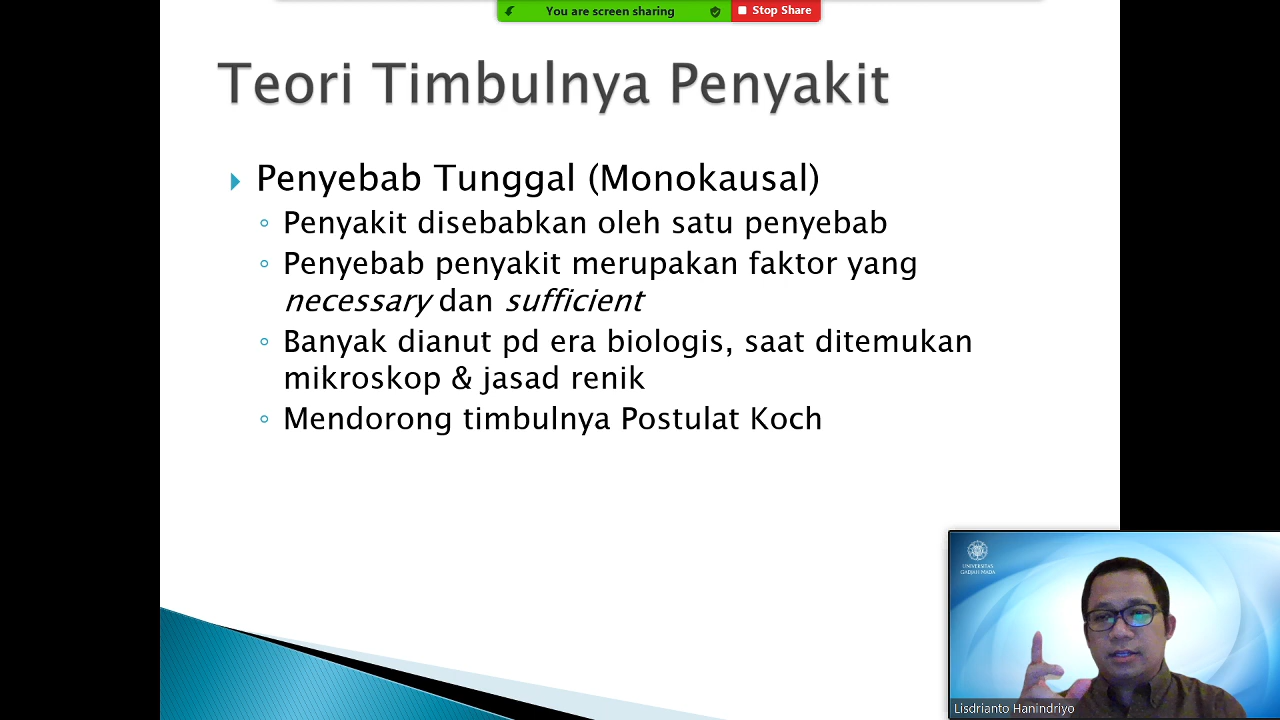 You are screen sharing
Stop Share
Teori Timbulnya Penyakit
Penyebab Tunggal (Monokausal)
Penyakit disebabkan oleh satu penyebab
Penyebab penyakit merupakan faktor yang
necessary dan sufficient
Banyak dianut pd era biologis, saat ditemukan
mikroskop & jasad renik
Mendorong timbulnya Postulat Koch
UNIVERSITAS
GADJAH MADA
Lisdrianto Hanindriyo